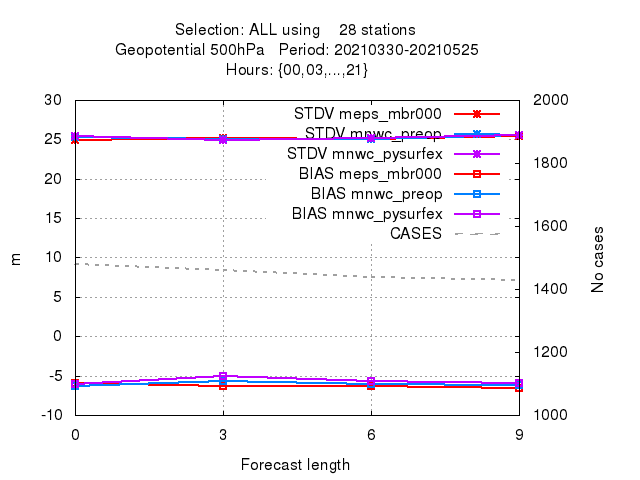 Selection: ALL using    28 stations
Geopotential 500hPa   Period: 20210330-20210525
Hours: {00,03,...,21}
30
25
20
15
10
5
0
-5
-10
m
STDV meps_mbr000
STDV mnwc_preop
STDV mnwc_pysurfex
BIAS meps_mbr000
BIAS mnwc_preop
BIAS mnwc_pysurfex
CASES
2000
1800
1600
1400
1200
1000
No cases
0 3 6 9
Forecast length